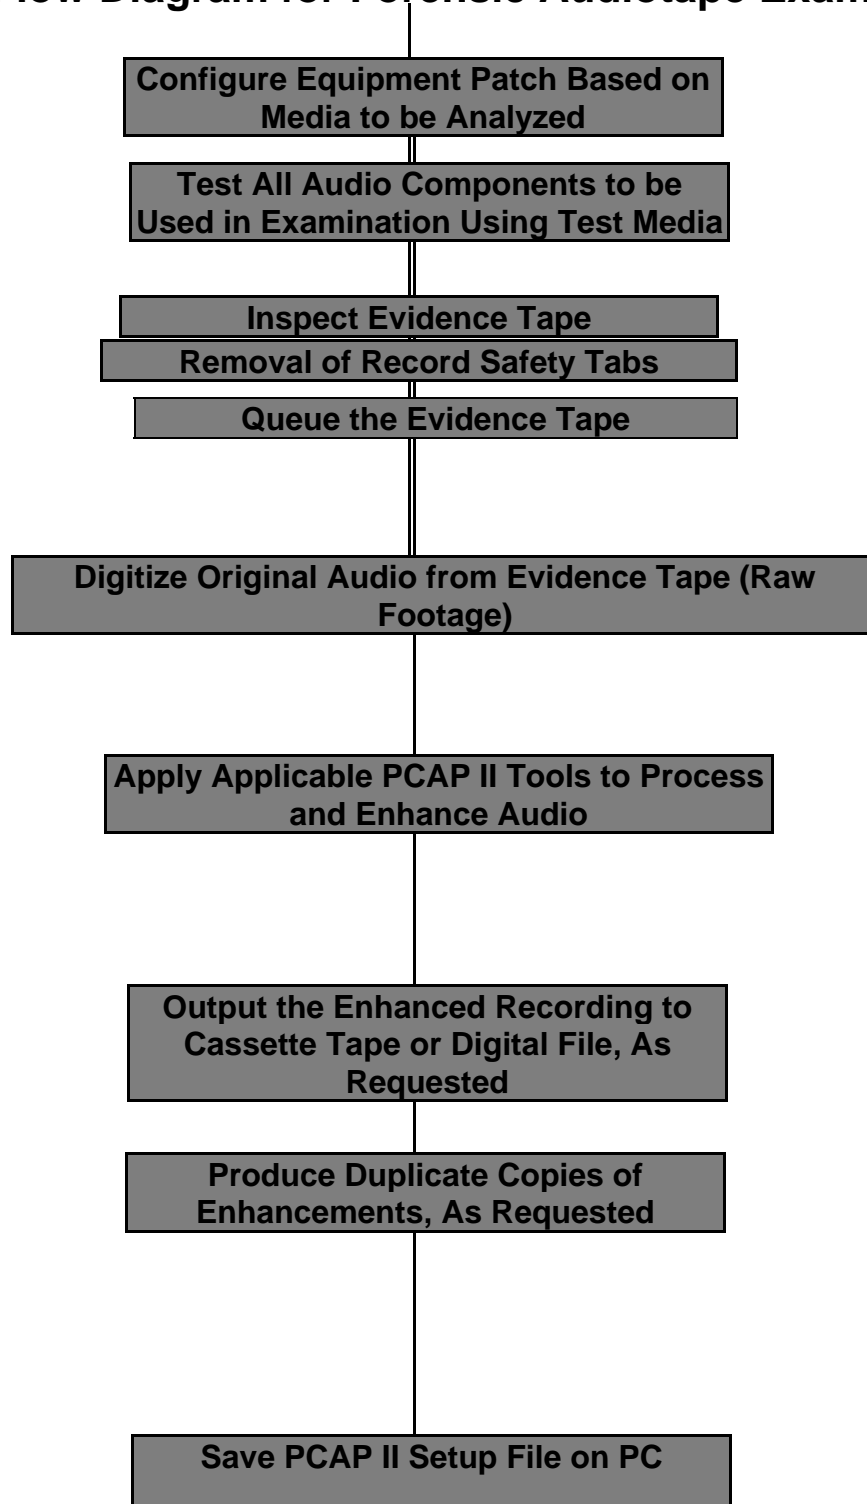 Diagram for Forensic Audiotape
Configure Equipment Patch Based on
Media to be Analyzed
Test All Audio Components to be
Used in Examination Using Test Media
Inspect Evidence Tape
Removal of Record Safety Tabs
Queue the Evidence Tape
Digitize Original Audio from Evidence Tape (Raw
Footage)
Apply Applicable PCAP II Tools to Process
and Enhance Audio
Output the Enhanced Recording to
Cassette Tape or Digital File, As
Requested
Produce Duplicate Copies of
Enhancements, As Requested
Save PCAP II Setup File on PC